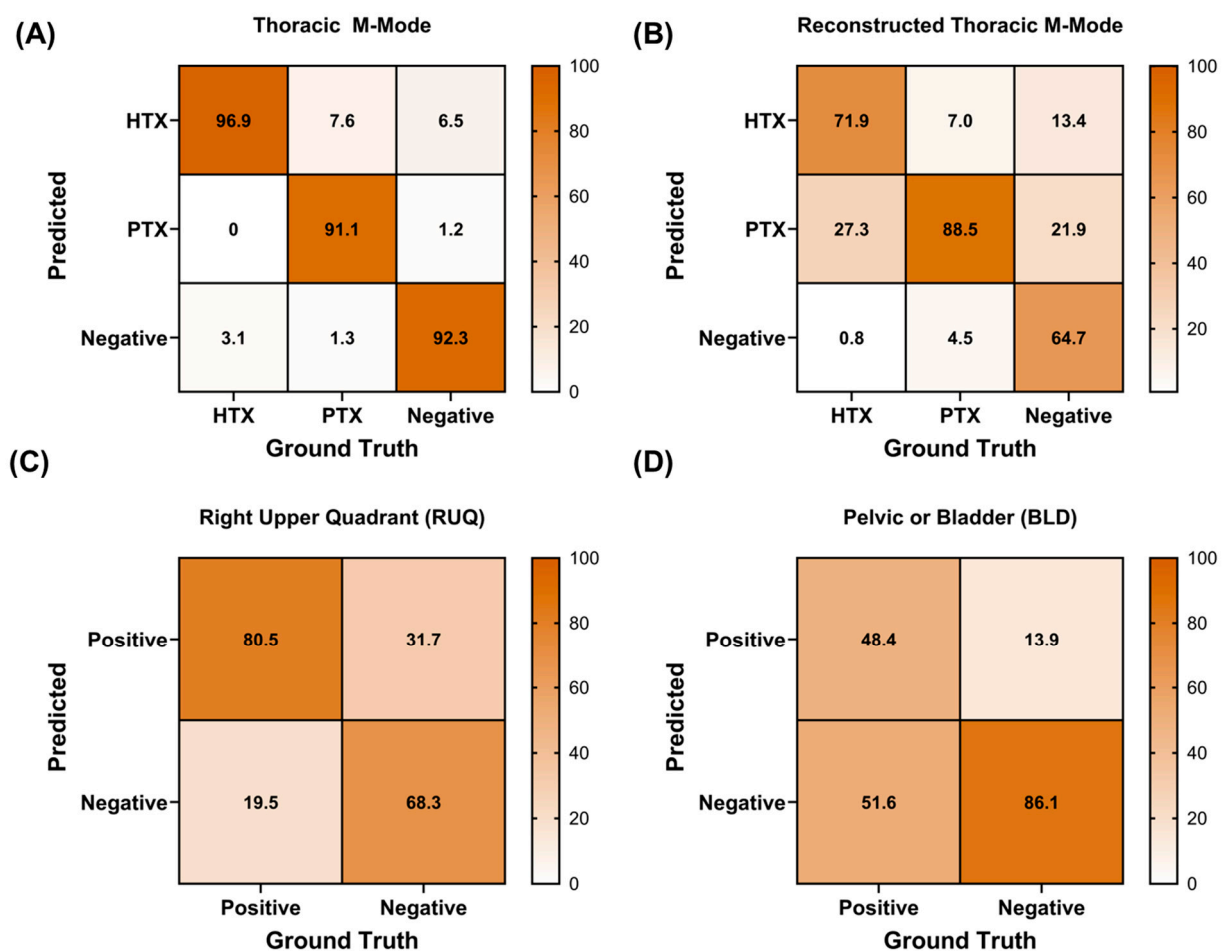 (A)
Thoracic M-Mode
HTX 96.9 7.6 6.5
PTX 0 91.1 1.2
Negative 3.1 1.3 92.3
HTX PTX Negative
Predicted
Ground Truth
100
80
60
40
20
0
(B)
Reconstructed Thoracic M-Mode
HTX 71.9 7.0 13.4
PTX 27.3 88.5 21.9
Negative 0.8 4.5 64.7
HTX PTX Negative
Predicted
Ground Truth
100
80
60
40
20
(C)
Right Upper Quadrant (RUQ)
Positive 80.5 31.7
Negative 19.5 68.3
Positive Negative
Predicted
Ground Truth
100
80
60
40
20
0
(D)
Pelvic or Bladder (BLD)
Positive 48.4 13.9
Negative 51.6 86.1
Positive Negative
Predicted
Ground Truth
100
80
60
40
20
0